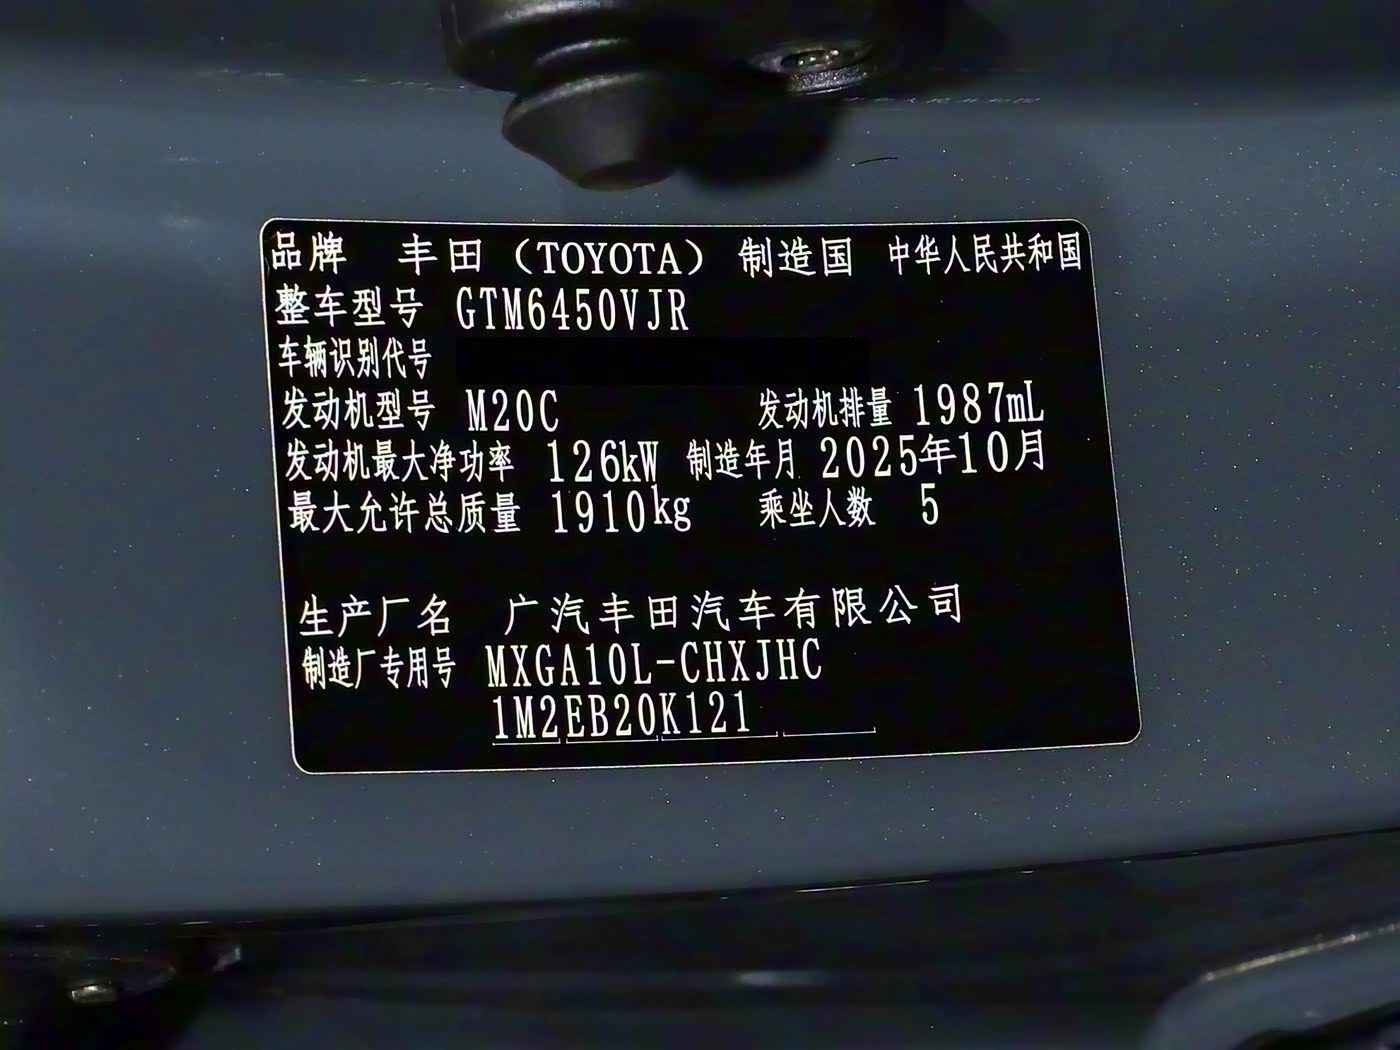 品牌 丰田（TOYOTA） 制造国 中华人民共和国
整车型号 GTM6450VJR
车辆识别代号
发动机型号 M20C 发动机排量 1987mL
发动机最大净功率 126kW 制造年月 2025年10月
最大允许总质量 1910kg 乘坐人数 5
生产厂名 广汽丰田汽车有限公司
制造厂专用号 MXGA10L-CHXJHC
1M2EB20K121